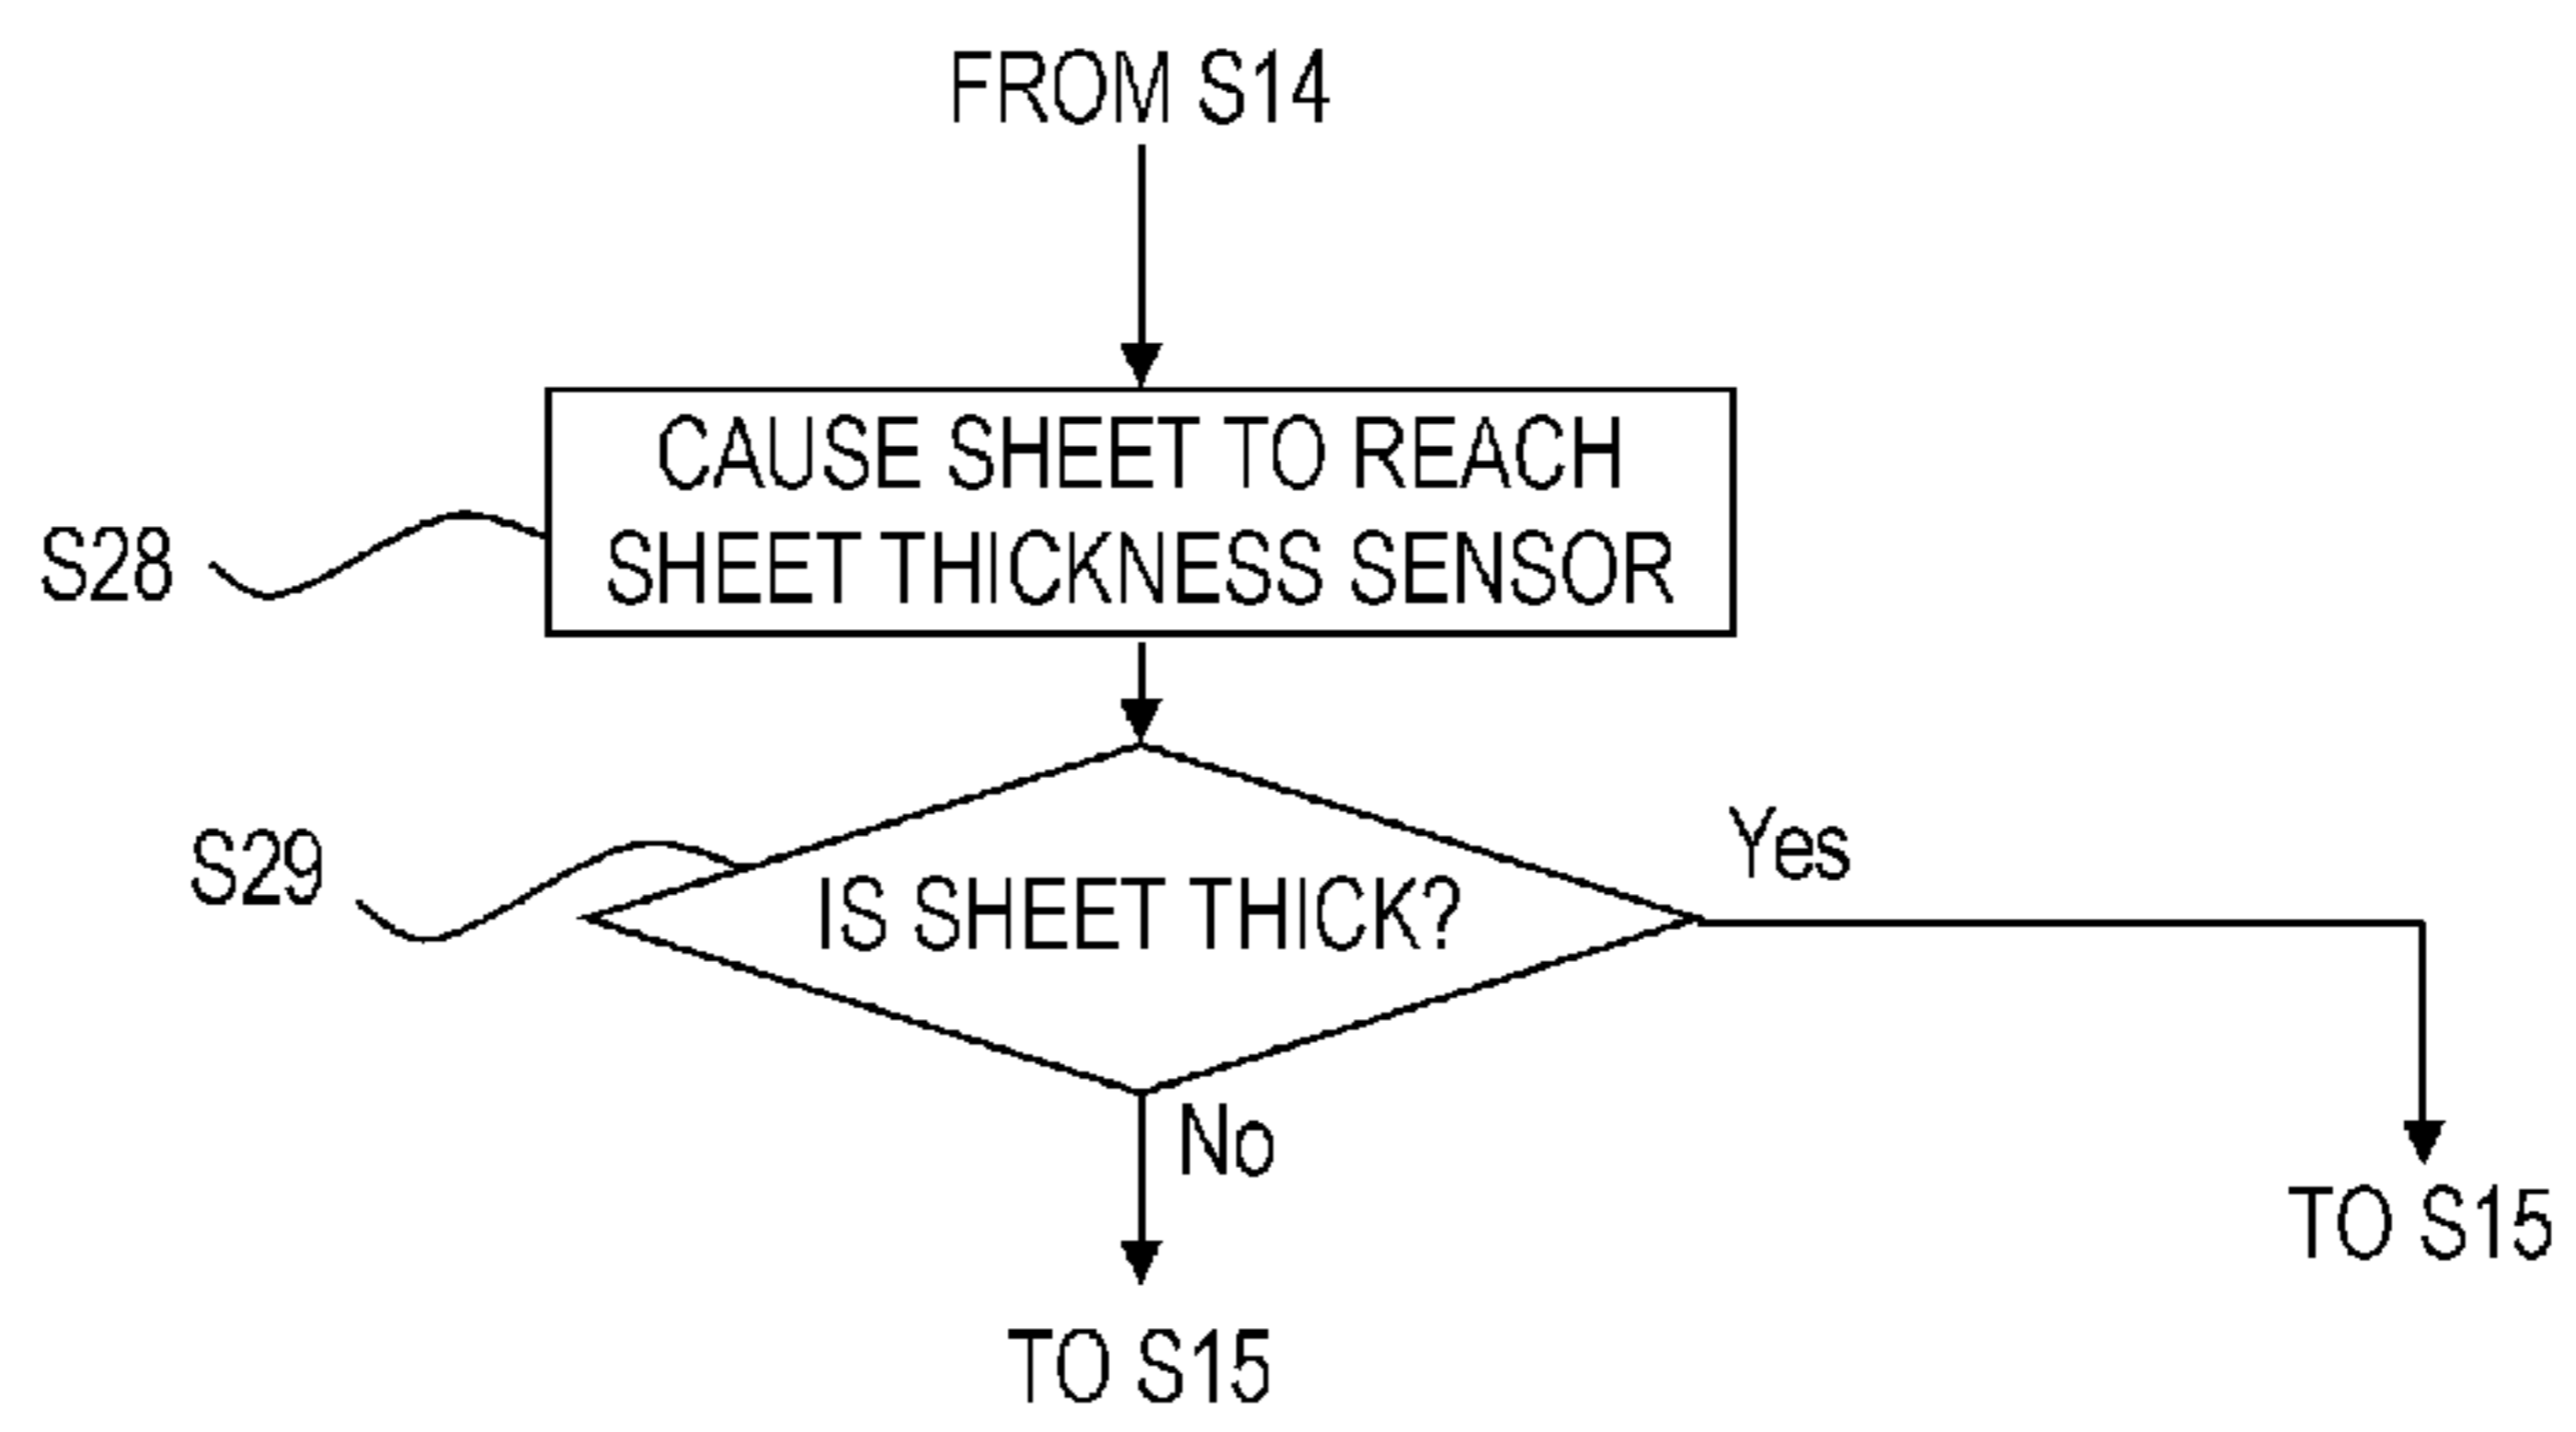 FROM S14
CAUSE SHEET TO REACH
SHEET THICKNESS SENSOR
S28
S29
IS SHEET THICK?
Yes
No
TO S15
TO S15